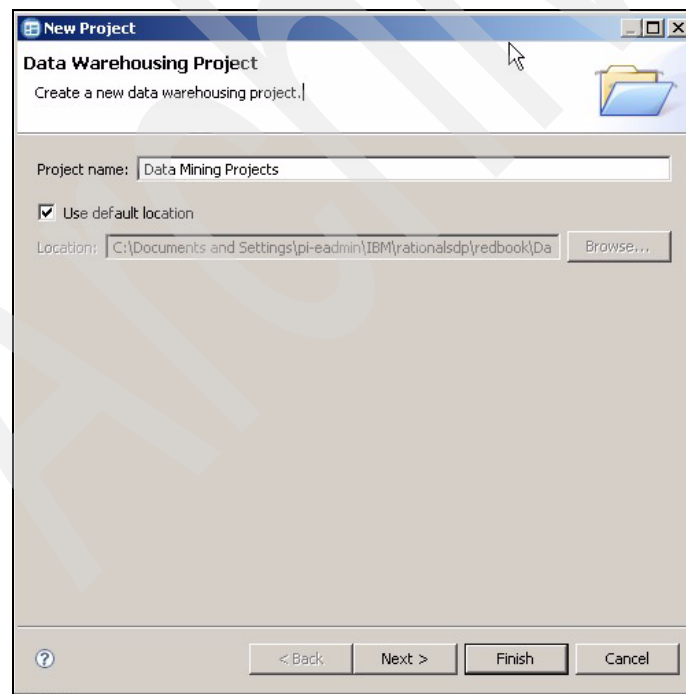 New Project
Data Warehousing Project
Create a new data warehousing project.
Project name: Data Mining Projects
Use default location
Location: C:\Documents and Settings\pi-eadmin\IBM\rationalsdp\redbook\Da Browse...
< Back Next > Finish Cancel